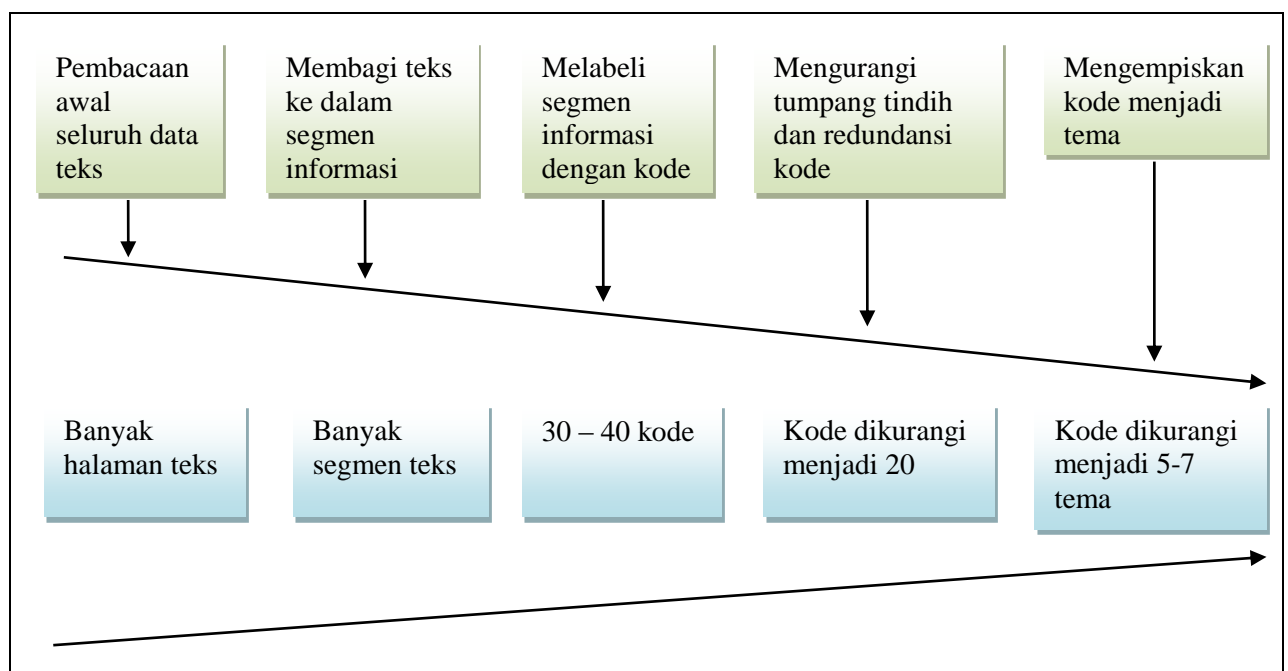 Pembacaan
awal
seluruh data
teks
Membagi teks
ke dalam
segmen
informasi
Melabeli
segmen
informasi
dengan kode
Mengurangi
tumpang tindih
dan redundansi
kode
Mengempiskan
kode menjadi
tema
Banyak
halaman teks
Banyak
segmen teks
30 – 40 kode
Kode dikurangi
menjadi 20
Kode dikurangi
menjadi 5-7
tema